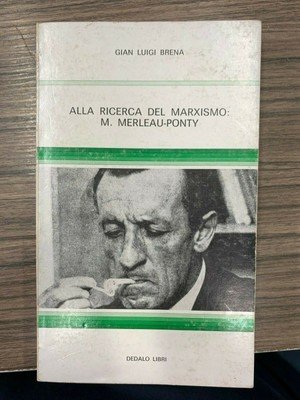 GIAN LUIGI BRENA
ALLA RICERCA DEL MARXISMO:
M. MERLEAU-PONTY
DEDALO LIBRI